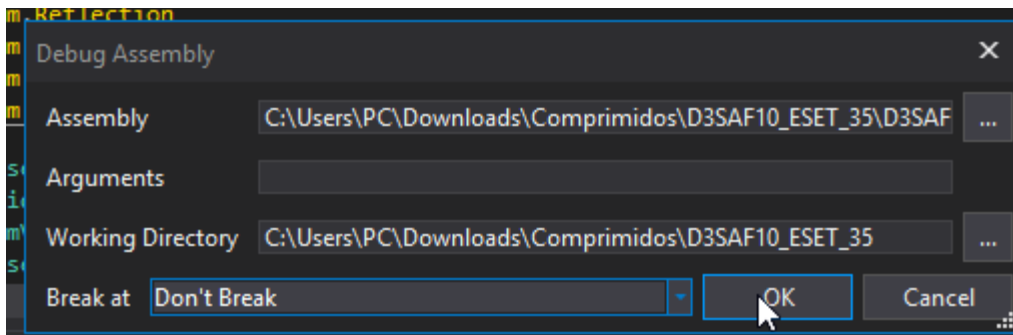 m.Reflection
Debug Assembly
Assembly C:\Users\PC\Downloads\Comprimidos\D3SAF10_ESET_35\D3SAF ...
Arguments
Working Directory C:\Users\PC\Downloads\Comprimidos\D3SAF10_ESET_35 ...
Break at Don't Break OK Cancel